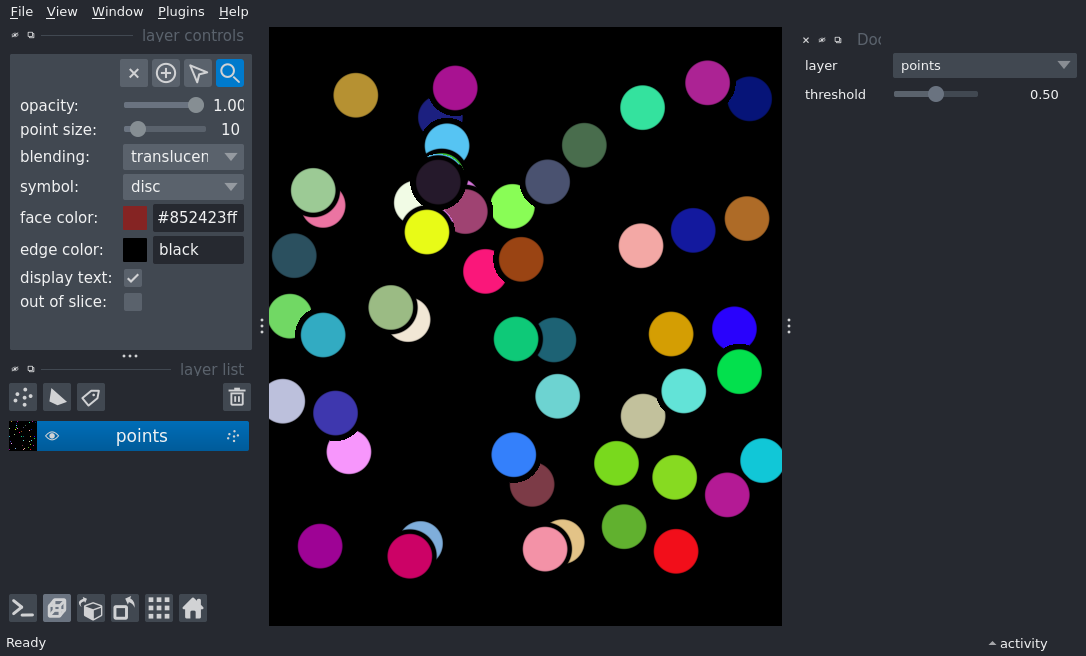 File View Window Plugins Help
layer controls
opacity: 1.00
point size: 10
blending: translucen
symbol: disc
face color: #852423ff
edge color: black
display text:
out of slice:
layer list
points
Ready
layer points
threshold 0.50
activity